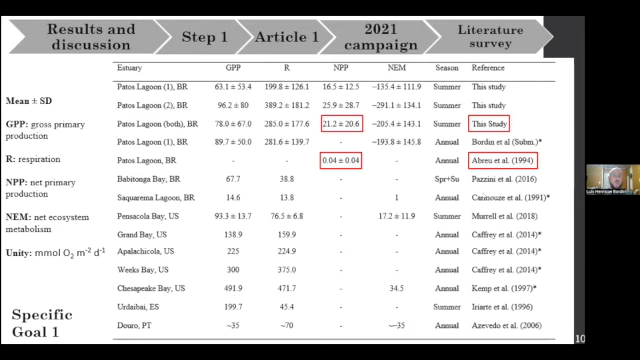 Results and discussion
Step 1
Article 1
2021 campaign
Literature survey
Mean ± SD
GPP: gross primary production
R: respiration
NPP: net primary production
NEM: net ecosystem metabolism
Unity: mmol O₂ m⁻² d⁻¹
Specific Goal 1
Estuary GPP R NPP NEM Season Reference
Patos Lagoon (1), BR 63.1 ± 53.4 199.8 ± 126.1 16.5 ± 12.5 −135.4 ± 111.9 Summer This study
Patos Lagoon (2), BR 96.2 ± 80 389.2 ± 181.2 25.9 ± 28.7 −291.1 ± 134.1 Summer This study
Patos Lagoon (both), BR 78.0 ± 67.0 285.0 ± 177.6 21.2 ± 20.6 −205.4 ± 143.1 Summer This Study
Patos Lagoon (1), BR 89.7 ± 50.0 281.6 ± 139.7 - −193.8 ± 145.8 Annual Bordin et al (Subm.)*
Patos Lagoon, BR - - 0.04 ± 0.04 - Annual Abreu et al. (1994)
Babitonga Bay, BR 67.7 38.8 - - Spr+Su Pazzini et al. (2016)
Saquarema Lagoon, BR 14.6 13.8 - 1 Annual Carmouze et al. (1991)*
Pensacola Bay, US 93.3 ± 13.7 76.5 ± 6.8 - 17.2 ± 11.9 Summer Murrell et al. (2018)
Grand Bay, US 138.9 159.9 - - Annual Caffrey et al. (2014)*
Apalachicola, US 225 224.9 - - Annual Caffrey et al. (2014)*
Weeks Bay, US 300 375.0 - - Annual Caffrey et al. (2014)*
Chesapeake Bay, US 491.9 471.7 - 34.5 Annual Kemp et al. (1997)*
Urdaibai, ES 199.7 45.4 - - Summer Iriarte et al. (1996)
Douro, PT ~35 ~70 - ~−35 Annual Azevedo et al. (2006)
10
Luis Henrique Bordin